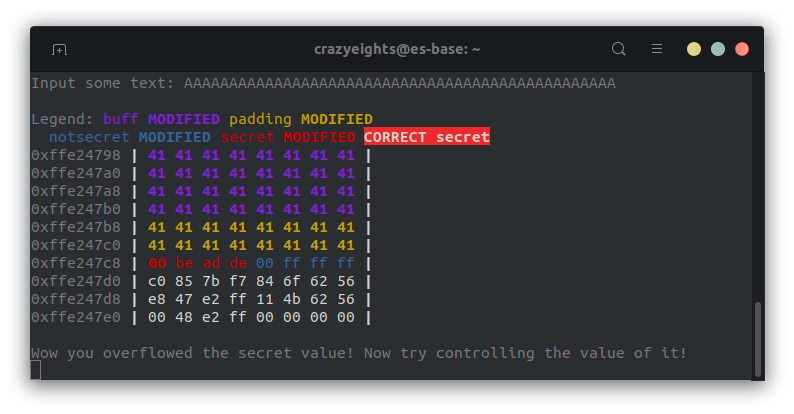 crazyeights@es-base: ~
Input some text: AAAAAAAAAAAAAAAAAAAAAAAAAAAAAAAAAAAAAAAAAAAAAAAA
Legend: buff MODIFIED padding MODIFIED
notsecret MODIFIED secret MODIFIED CORRECT secret
0xffe24798 | 41 41 41 41 41 41 41 41 |
0xffe247a0 | 41 41 41 41 41 41 41 41 |
0xffe247a8 | 41 41 41 41 41 41 41 41 |
0xffe247b0 | 41 41 41 41 41 41 41 41 |
0xffe247b8 | 41 41 41 41 41 41 41 41 |
0xffe247c0 | 41 41 41 41 41 41 41 41 |
0xffe247c8 | 00 be ad de 00 ff ff ff |
0xffe247d0 | c0 85 7b f7 84 6f 62 56 |
0xffe247d8 | e8 47 e2 ff 11 4b 62 56 |
0xffe247e0 | 00 48 e2 ff 00 00 00 00 |
Wow you overflowed the secret value! Now try controlling the value of it!